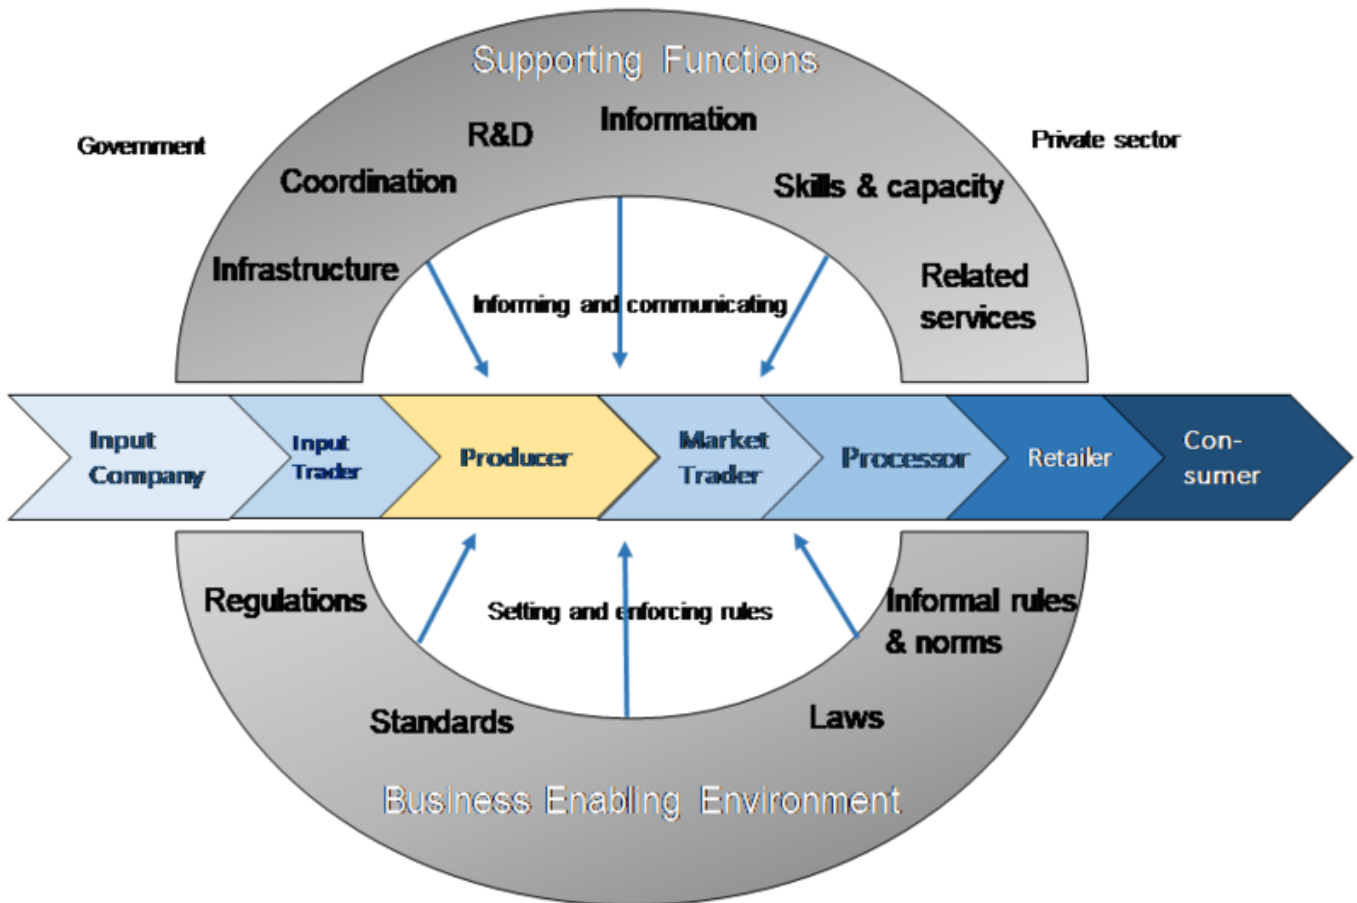 Supporting Functions
Information
R&D
Government
Private sector
Coordination
Skills & capacity
Infrastructure
Related
services
Informing and communicating
Input
Company
Input
Trader
Producer
Market
Trader
Processor
Retailer
Con-
sumer
Regulations
Setting and enforcing rules
Informal rules
& norms
Standards
Laws
Business Enabling Environment